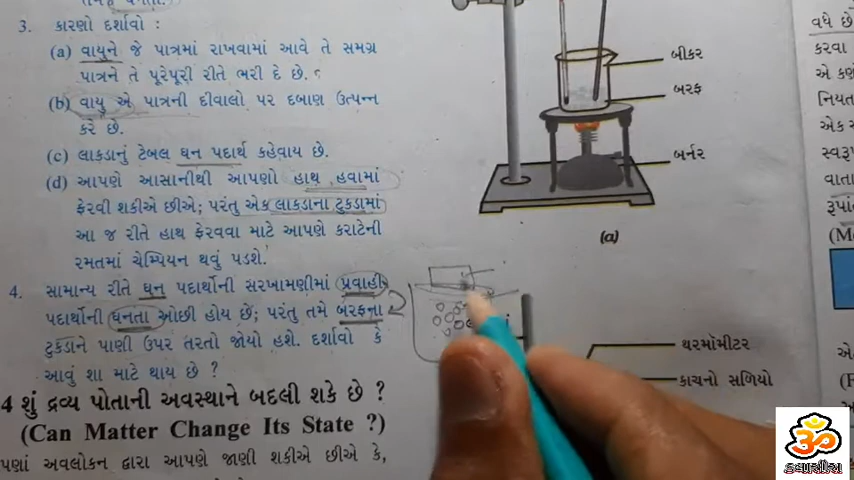 3. કારણો દર્શાવો :
(a) વાયુને જે પાત્રમાં રાખવામાં આવે તે સમગ્ર
પાત્રને તે પૂરેપૂરી રીતે ભરી દે છે.
(b) વાયુ એ પાત્રની દીવાલો પર દબાણ ઉત્પન્ન
કરે છે.
(c) લાકડાનું ટેબલ ઘન પદાર્થ કહેવાય છે.
(d) આપણે આસાનીથી આપણો હાથ હવામાં
ફેરવી શકીએ છીએ; પરંતુ એક લાકડાના ટુકડામાં
આ જ રીતે હાથ ફેરવવા માટે આપણે કરાટેની
રમતમાં ચેમ્પિયન થવું પડશે.
4. સામાન્ય રીતે ઘન પદાર્થોની સરખામણીમાં પ્રવાહી
પદાર્થોની ઘનતા ઓછી હોય છે; પરંતુ તમે બરફના
ટુકડાને પાણી ઉપર તરતો જોયો હશે. દર્શાવો કે
આવું શા માટે થાય છે ?
4 શું દ્રવ્ય પોતાની અવસ્થાને બદલી શકે છે ?
(Can Matter Change Its State ?)
પણાં અવલોકન દ્વારા આપણે જાણી શકીએ છીએ કે,
બીકર
બરફ
બર્નર
(a)
થરમૉમીટર
કાચનો સળિયો
વધે છે
કરવા
એ કણ
નિયત
એક સ
સ્વરૂ
વાતા
રૂપાં
(M
એ
ૐ
ક્વાસીસ